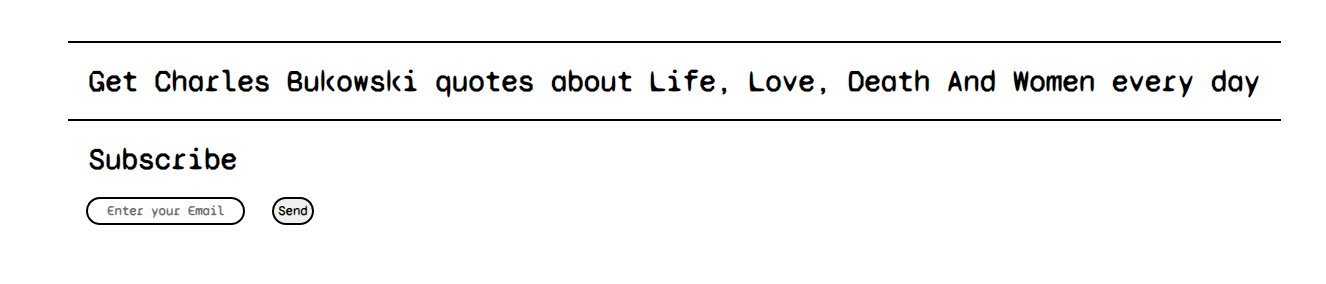 Get Charles Bukowski quotes about Life, Love, Death And Women every day
Subscribe
Enter your Email Send